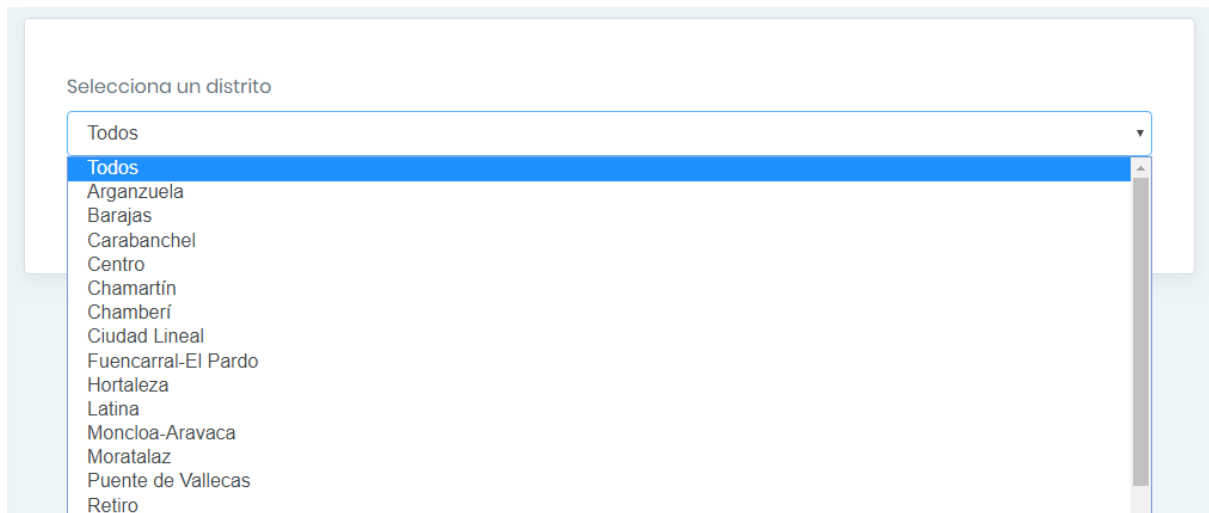 Selecciona un distrito
Todos
Todos
Arganzuela
Barajas
Carabanchel
Centro
Chamartín
Chamberí
Ciudad Lineal
Fuencarral-El Pardo
Hortaleza
Latina
Moncloa-Aravaca
Moratalaz
Puente de Vallecas
Retiro